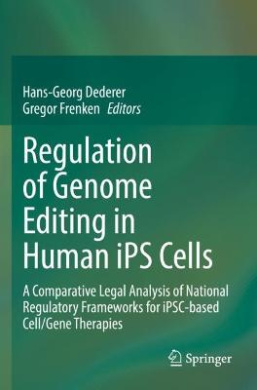 Hans-Georg Dederer
Gregor Frenken Editors
Regulation
of Genome
Editing in
Human iPS Cells
A Comparative Legal Analysis of National
Regulatory Frameworks for iPSC-based
Cell/Gene Therapies
Springer